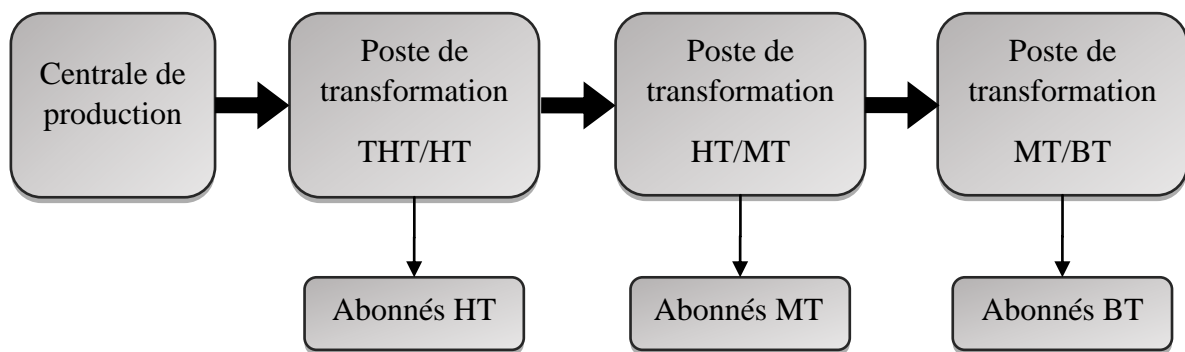 Centrale de
production
Poste de
transformation
THT/HT
Poste de
transformation
HT/MT
Poste de
transformation
MT/BT
Abonnés HT
Abonnés MT
Abonnés BT